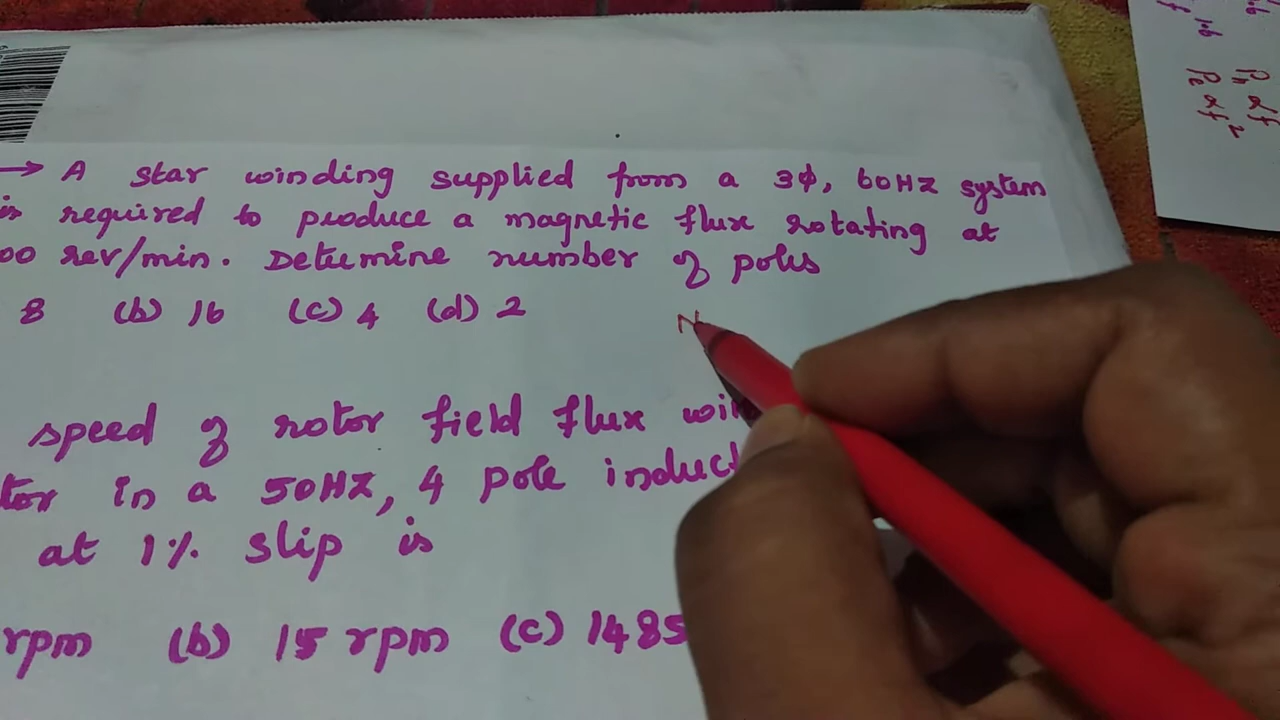 → A star winding supplied from a 3ϕ, 60HZ system
is required to produce a magnetic flux rotating at
00 rev/min. Determine number of poles
8 (b) 16 (c) 4 (d) 2
N
speed of rotor field flux
tor in a 50HZ, 4 pole induct
at 1% slip is
rpm (b) 15 rpm (c) 1485
P2 α f²